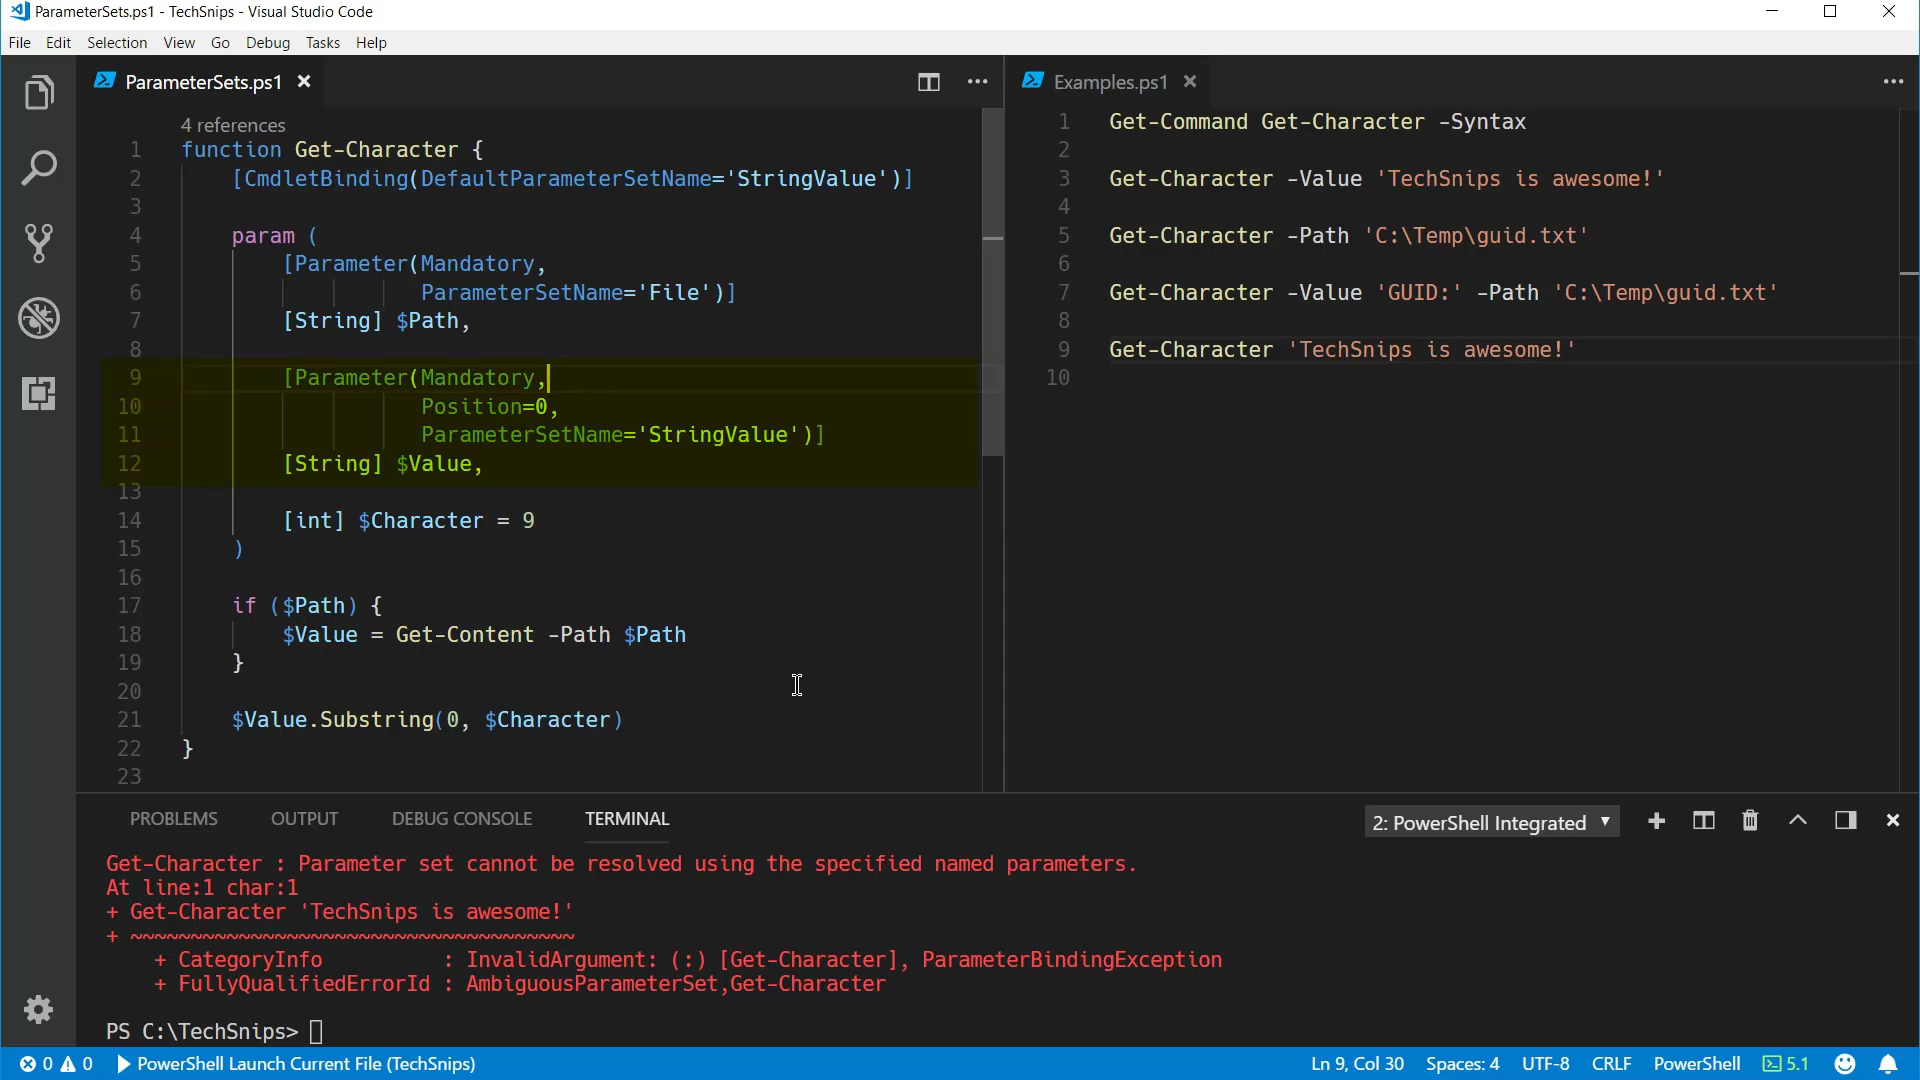 ParameterSets.ps1 - TechSnips - Visual Studio Code
File Edit Selection View Go Debug Tasks Help
ParameterSets.ps1
4 references
1 function Get-Character {
2 [CmdletBinding(DefaultParameterSetName='StringValue')]
3
4 param (
5 [Parameter(Mandatory,
6 ParameterSetName='File')]
7 [String] $Path,
8
9 [Parameter(Mandatory,
10 Position=0,
11 ParameterSetName='StringValue')]
12 [String] $Value,
13
14 [int] $Character = 9
15 )
16
17 if ($Path) {
18 $Value = Get-Content -Path $Path
19 }
20
21 $Value.Substring(0, $Character)
22 }
23
Examples.ps1
1 Get-Command Get-Character -Syntax
2
3 Get-Character -Value 'TechSnips is awesome!'
4
5 Get-Character -Path 'C:\Temp\guid.txt'
6
7 Get-Character -Value 'GUID:' -Path 'C:\Temp\guid.txt'
8
9 Get-Character 'TechSnips is awesome!'
10
PROBLEMS OUTPUT DEBUG CONSOLE TERMINAL
2: PowerShell Integrated
Get-Character : Parameter set cannot be resolved using the specified named parameters.
At line:1 char:1
+ Get-Character 'TechSnips is awesome!'
+ ~~~~~~~~~~~~~~~~~~~~~~~~~~~~~~~~~~~~~
+ CategoryInfo : InvalidArgument: (:) [Get-Character], ParameterBindingException
+ FullyQualifiedErrorId : AmbiguousParameterSet,Get-Character
PS C:\TechSnips>
0 0 PowerShell Launch Current File (TechSnips)
Ln 9, Col 30 Spaces: 4 UTF-8 CRLF PowerShell 5.1